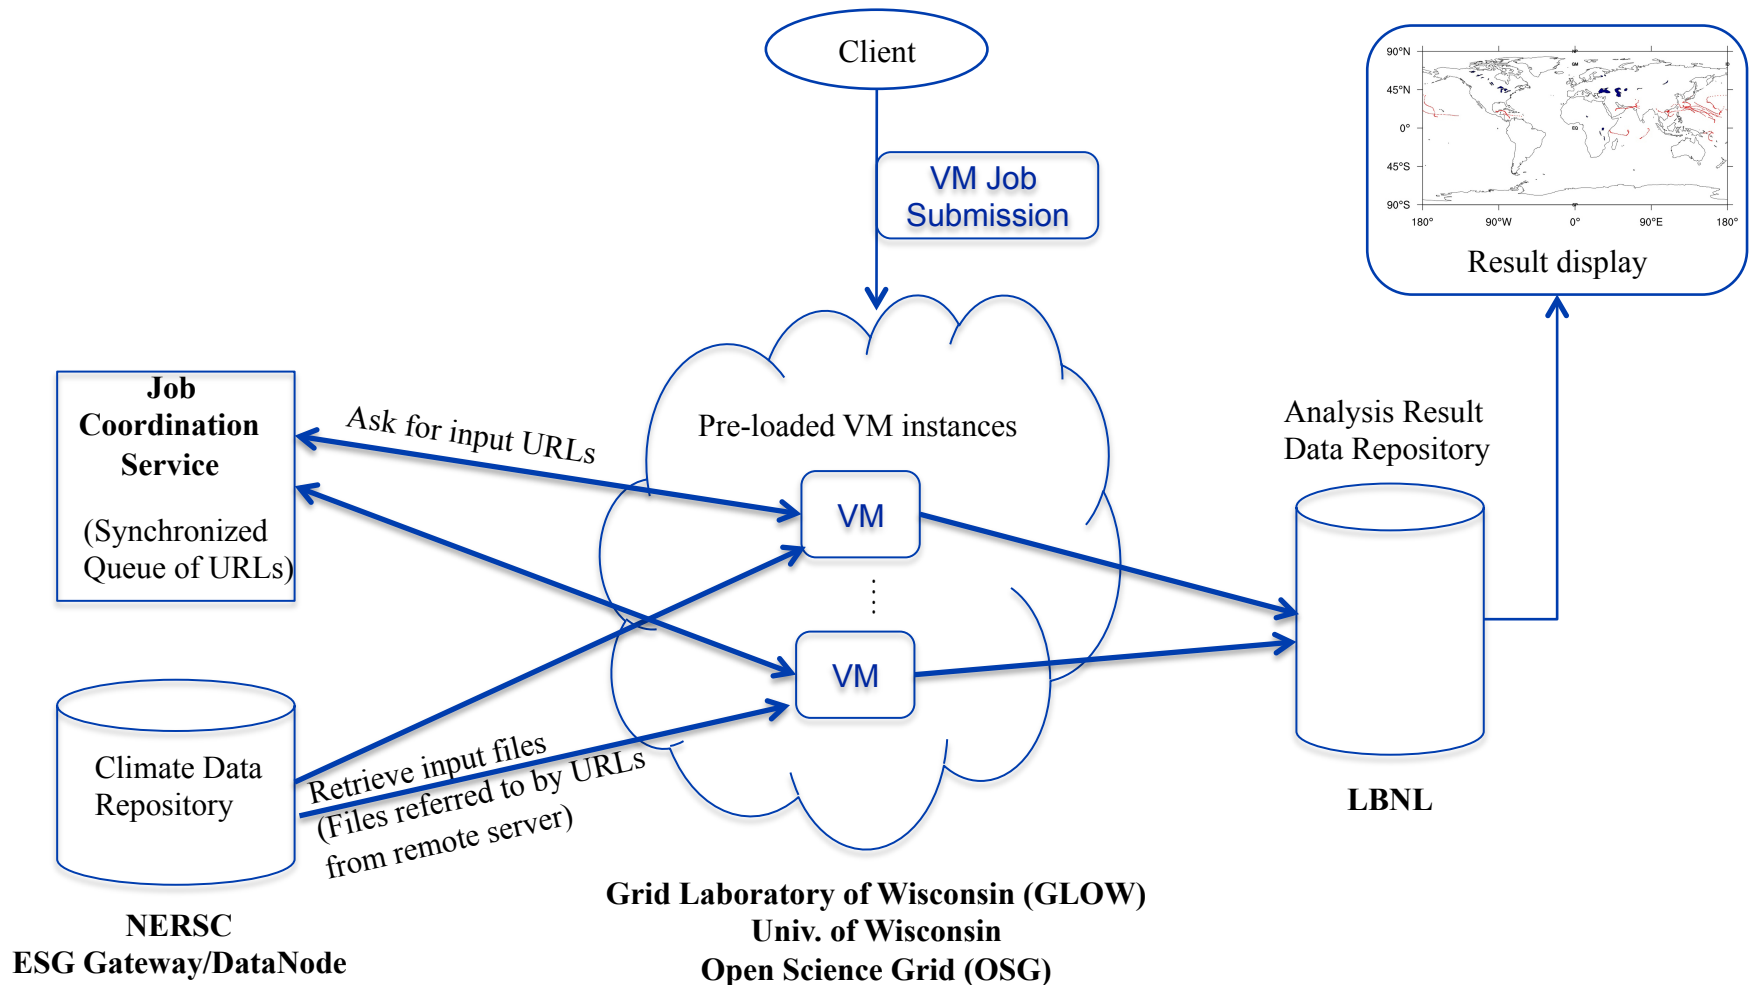 Client
VM Job
Submission
90°N
45°N
0°
45°S
90°S
180°
90°W
0°
90°E
180°
Result display
Job
Coordination
Service
(Synchronized
Queue of URLs)
Ask for input URLs
Pre-loaded VM instances
VM
VM
Analysis Result
Data Repository
LBNL
Climate Data
Repository
Retrieve input files
(Files referred to by URLs
from remote server)
NERSC
ESG Gateway/DataNode
Grid Laboratory of Wisconsin (GLOW)
Univ. of Wisconsin
Open Science Grid (OSG)